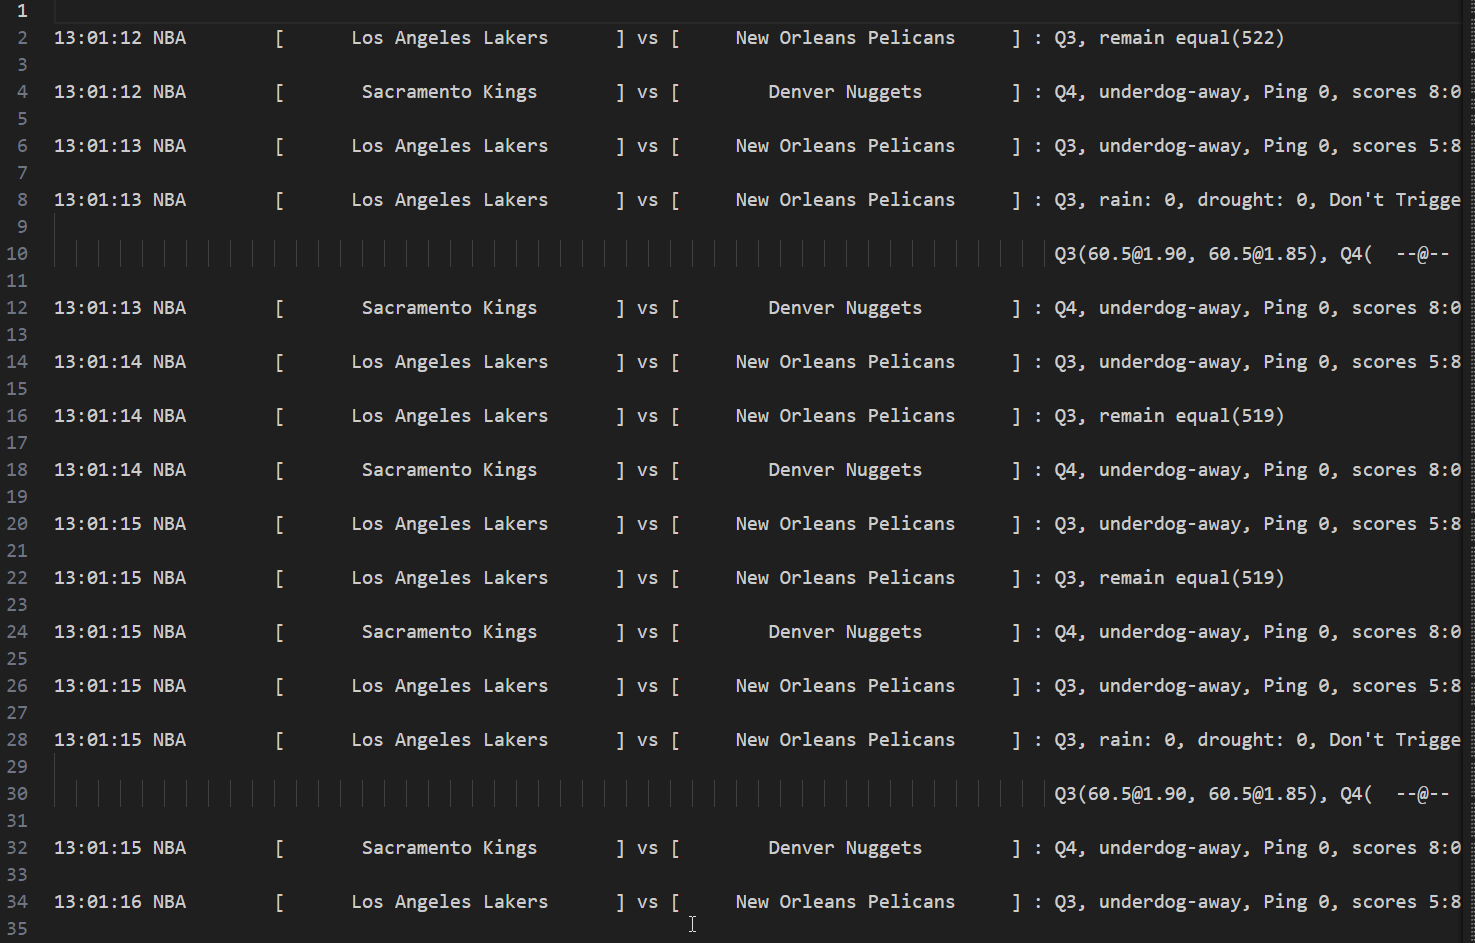 1
2 13:01:12 NBA [ Los Angeles Lakers ] vs [ New Orleans Pelicans ] : Q3, remain equal(522)
3
4 13:01:12 NBA [ Sacramento Kings ] vs [ Denver Nuggets ] : Q4, underdog-away, Ping 0, scores 8:0
5
6 13:01:13 NBA [ Los Angeles Lakers ] vs [ New Orleans Pelicans ] : Q3, underdog-away, Ping 0, scores 5:8
7
8 13:01:13 NBA [ Los Angeles Lakers ] vs [ New Orleans Pelicans ] : Q3, rain: 0, drought: 0, Don't Trigge
9
10 Q3(60.5@1.90, 60.5@1.85), Q4( --@--
11
12 13:01:13 NBA [ Sacramento Kings ] vs [ Denver Nuggets ] : Q4, underdog-away, Ping 0, scores 8:0
13
14 13:01:14 NBA [ Los Angeles Lakers ] vs [ New Orleans Pelicans ] : Q3, underdog-away, Ping 0, scores 5:8
15
16 13:01:14 NBA [ Los Angeles Lakers ] vs [ New Orleans Pelicans ] : Q3, remain equal(519)
17
18 13:01:14 NBA [ Sacramento Kings ] vs [ Denver Nuggets ] : Q4, underdog-away, Ping 0, scores 8:0
19
20 13:01:15 NBA [ Los Angeles Lakers ] vs [ New Orleans Pelicans ] : Q3, underdog-away, Ping 0, scores 5:8
21
22 13:01:15 NBA [ Los Angeles Lakers ] vs [ New Orleans Pelicans ] : Q3, remain equal(519)
23
24 13:01:15 NBA [ Sacramento Kings ] vs [ Denver Nuggets ] : Q4, underdog-away, Ping 0, scores 8:0
25
26 13:01:15 NBA [ Los Angeles Lakers ] vs [ New Orleans Pelicans ] : Q3, underdog-away, Ping 0, scores 5:8
27
28 13:01:15 NBA [ Los Angeles Lakers ] vs [ New Orleans Pelicans ] : Q3, rain: 0, drought: 0, Don't Trigge
29
30 Q3(60.5@1.90, 60.5@1.85), Q4( --@--
31
32 13:01:15 NBA [ Sacramento Kings ] vs [ Denver Nuggets ] : Q4, underdog-away, Ping 0, scores 8:0
33
34 13:01:16 NBA [ Los Angeles Lakers ] vs [ New Orleans Pelicans ] : Q3, underdog-away, Ping 0, scores 5:8
35